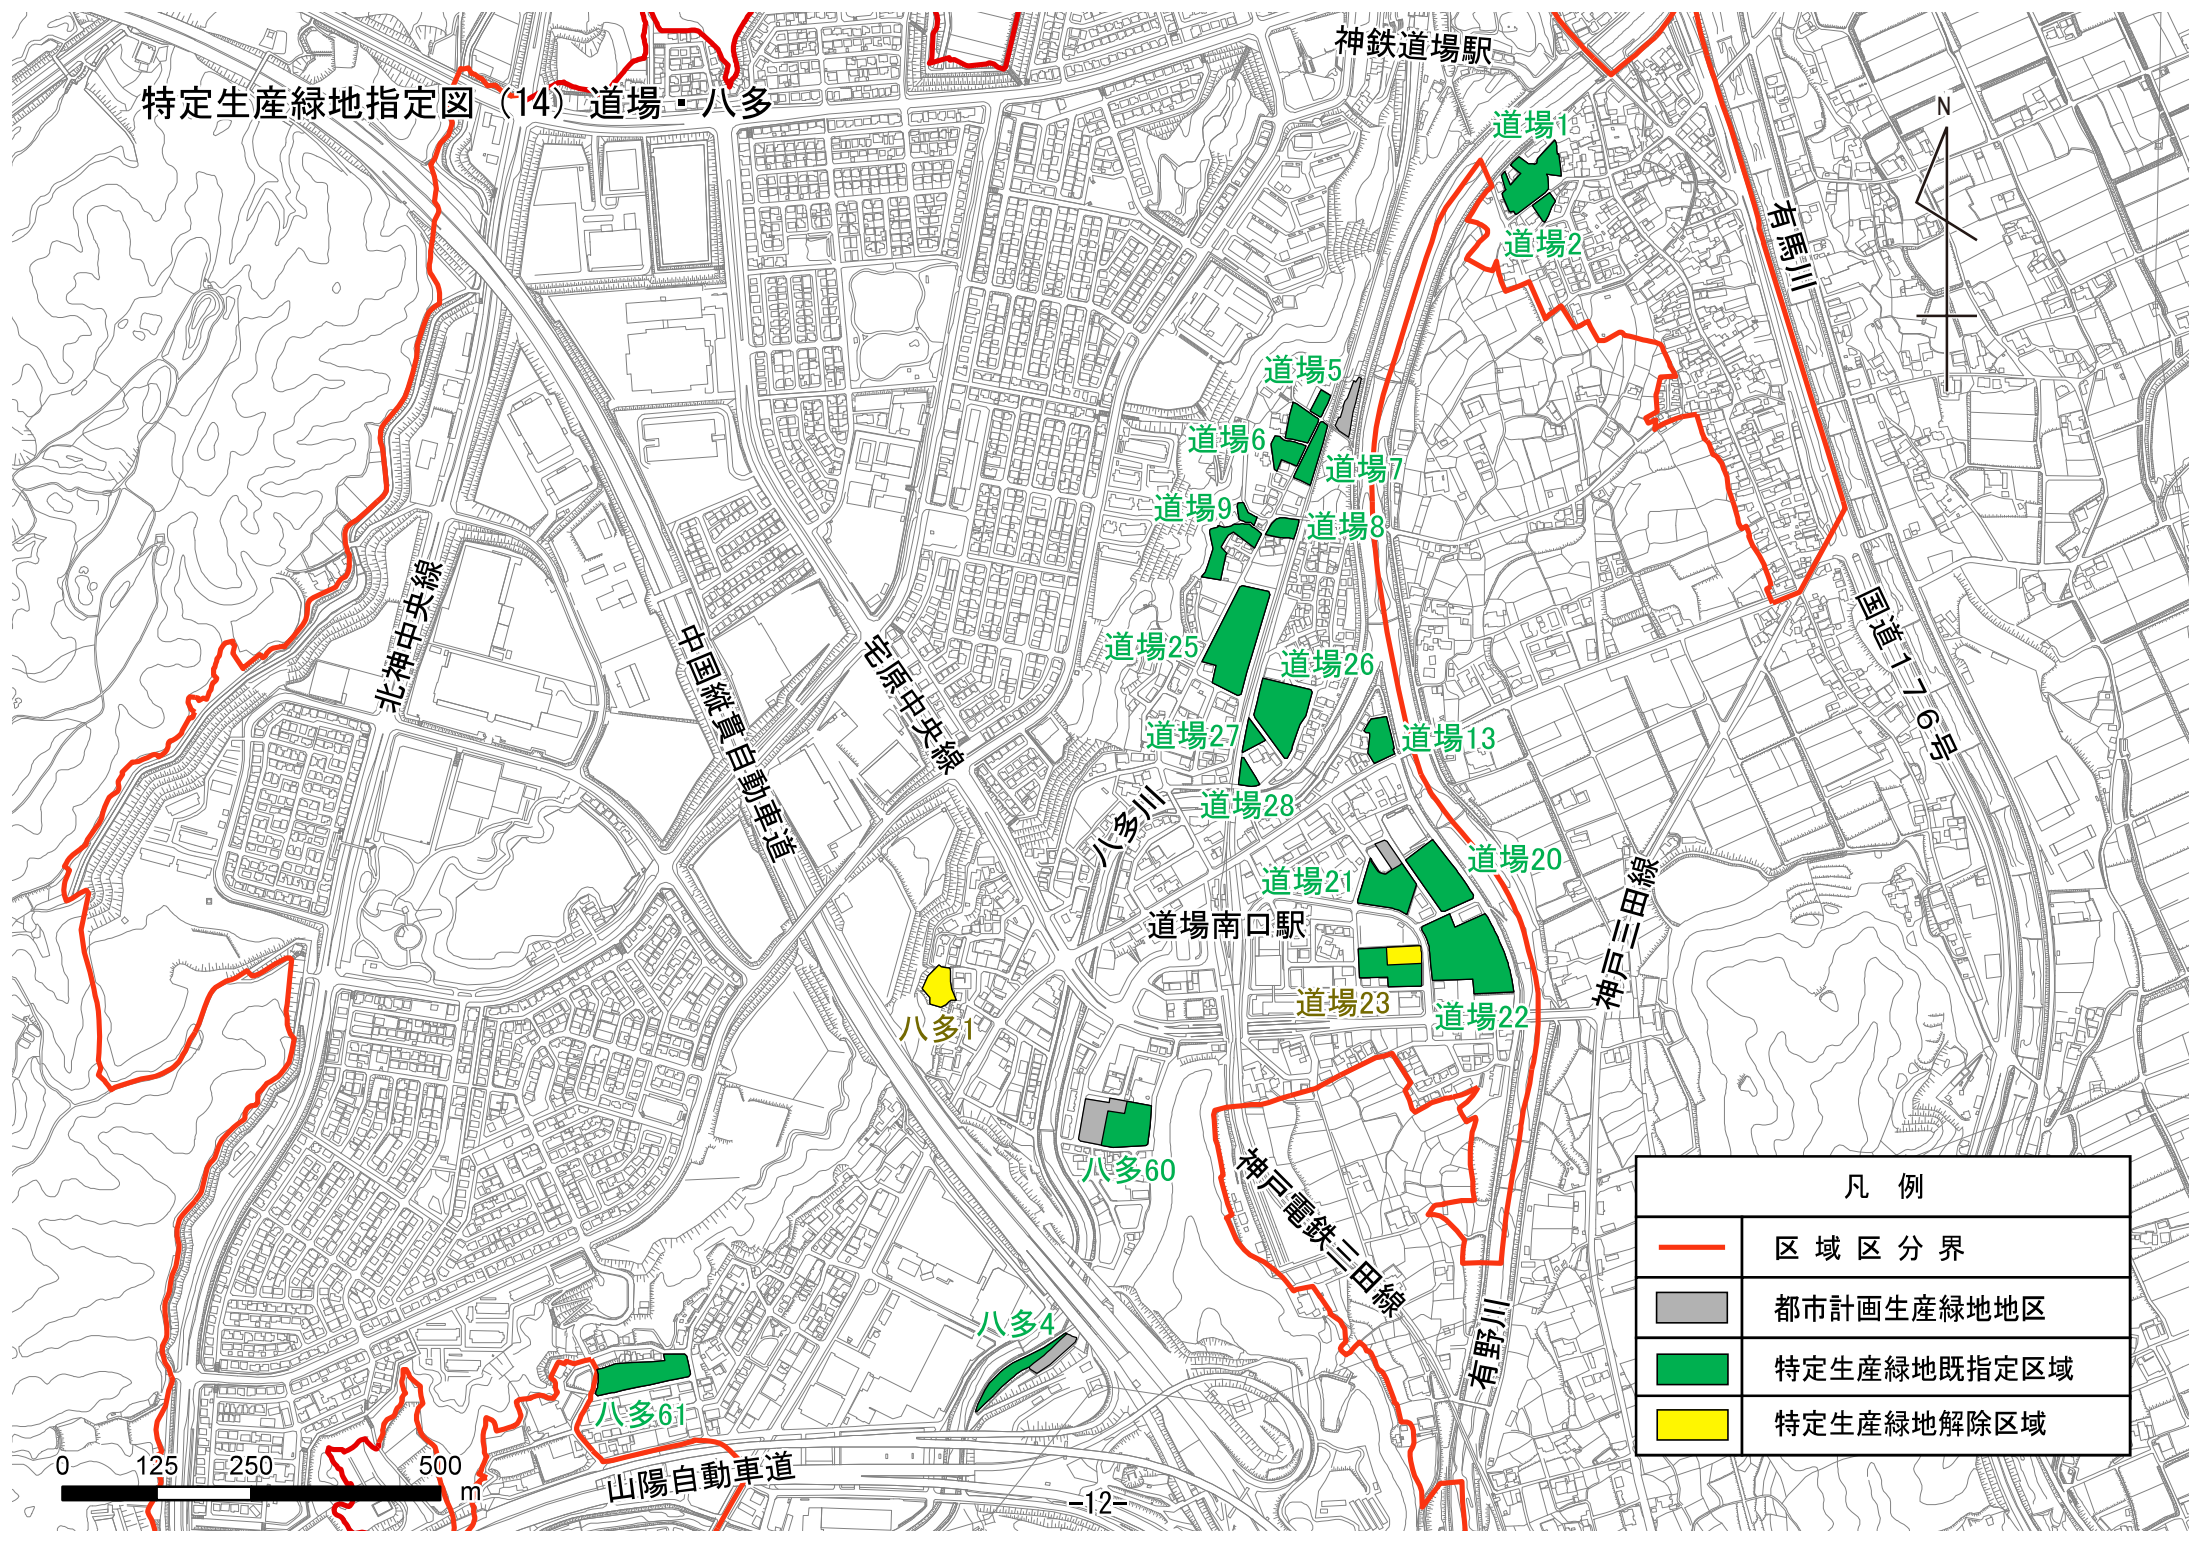 神鉄道場駅
特定生産緑地指定図 (14) 道場・八多
N
道場1
道場2
有馬川
道場5
道場6
道場7
道場9
道場8
北神中央線
中国縦貫自動車道
宅原中央線
国道176号
道場25
道場26
道場27
道場13
道場28
八多川
道場20
道場21
神戸三田線
道場南口駅
八多1
道場23
道場22
八多60
神戸電鉄三田線
有野川
八多4
八多61
山陽自動車道
0 125 250 500
m
凡 例
区域区分界
都市計画生産緑地地区
特定生産緑地既指定区域
特定生産緑地解除区域
-12-